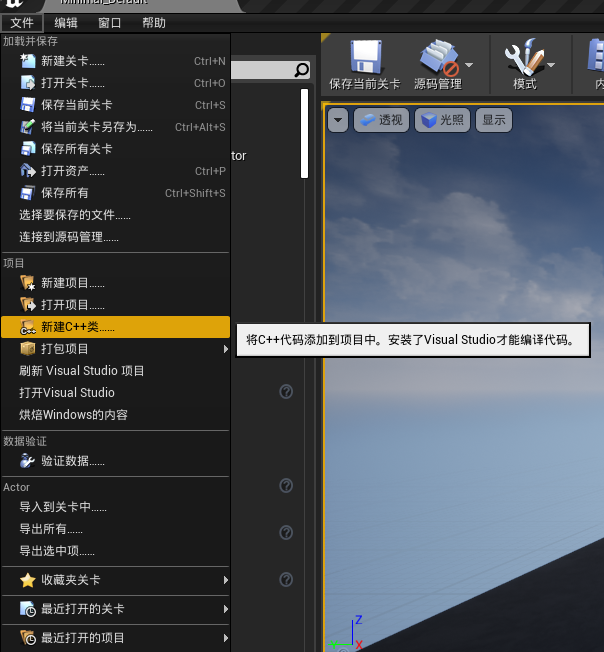 Minimal_Default
文件 编辑 窗口 帮助
加载并保存
新建关卡...... Ctrl+N
打开关卡...... Ctrl+O
保存当前关卡 Ctrl+S
将当前关卡另存为...... Ctrl+Alt+S
保存所有关卡
打开资产...... Ctrl+P
保存所有 Ctrl+Shift+S
选择要保存的文件......
连接到源码管理......
项目
新建项目......
打开项目......
新建C++类......
打包项目
刷新 Visual Studio 项目
打开Visual Studio
烘焙Windows的内容
数据验证
验证数据......
Actor
导入到关卡中......
导出所有......
导出选中项......
收藏夹关卡
最近打开的关卡
最近打开的项目
tor
保存当前关卡 源码管理 模式
透视 光照 显示
将C++代码添加到项目中。安装了Visual Studio才能编译代码。
Z
X